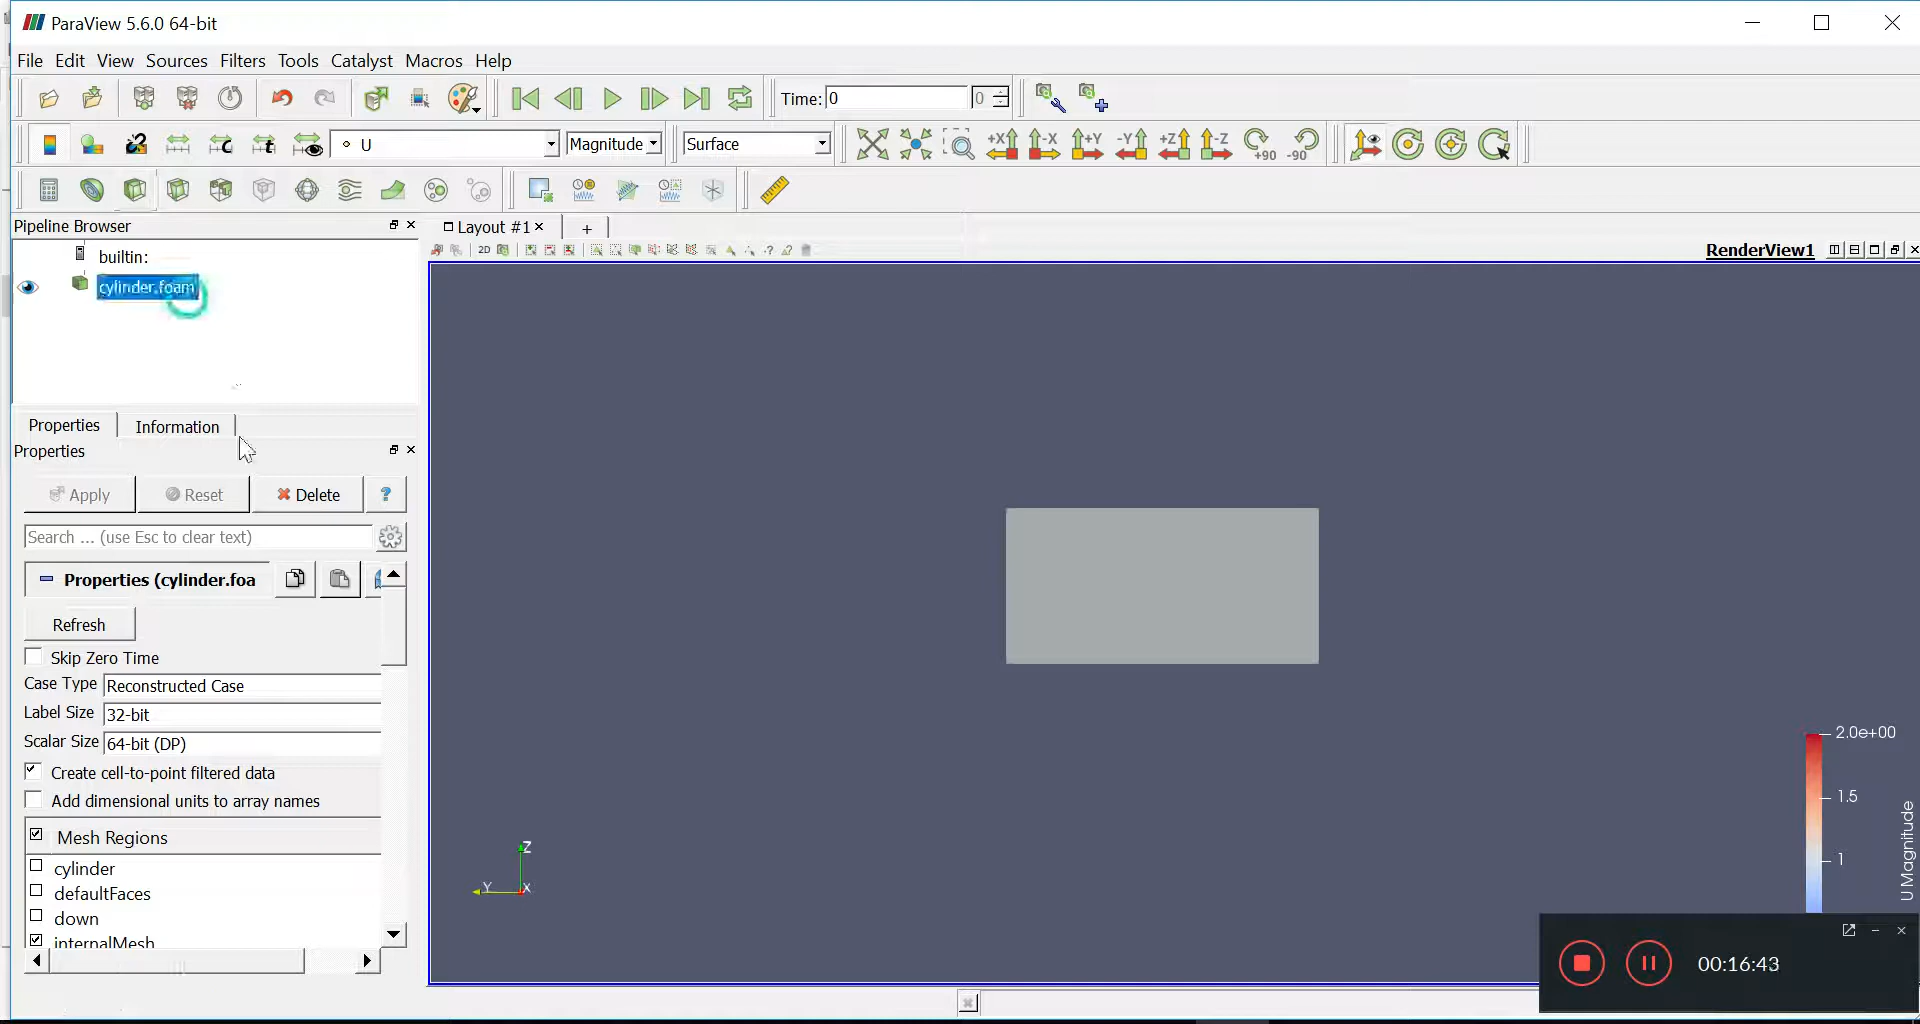 ParaView 5.6.0 64-bit
File Edit View Sources Filters Tools Catalyst Macros Help
Time: 0 0
U Magnitude Surface +X -X +Y -Y +Z -Z +90 -90
Pipeline Browser
Layout #1 +
builtin:
2D
RenderView1
cylinder.foam
Properties Information
Properties
Apply Reset Delete ?
Search ... (use Esc to clear text)
Properties (cylinder.foa
Refresh
Skip Zero Time
Case Type Reconstructed Case
Label Size 32-bit
Scalar Size 64-bit (DP)
Create cell-to-point filtered data
Add dimensional units to array names
Mesh Regions
cylinder
defaultFaces
down
internalMesh
Z
Y X
2.0e+00
1.5
1
U Magnitude
00:16:43